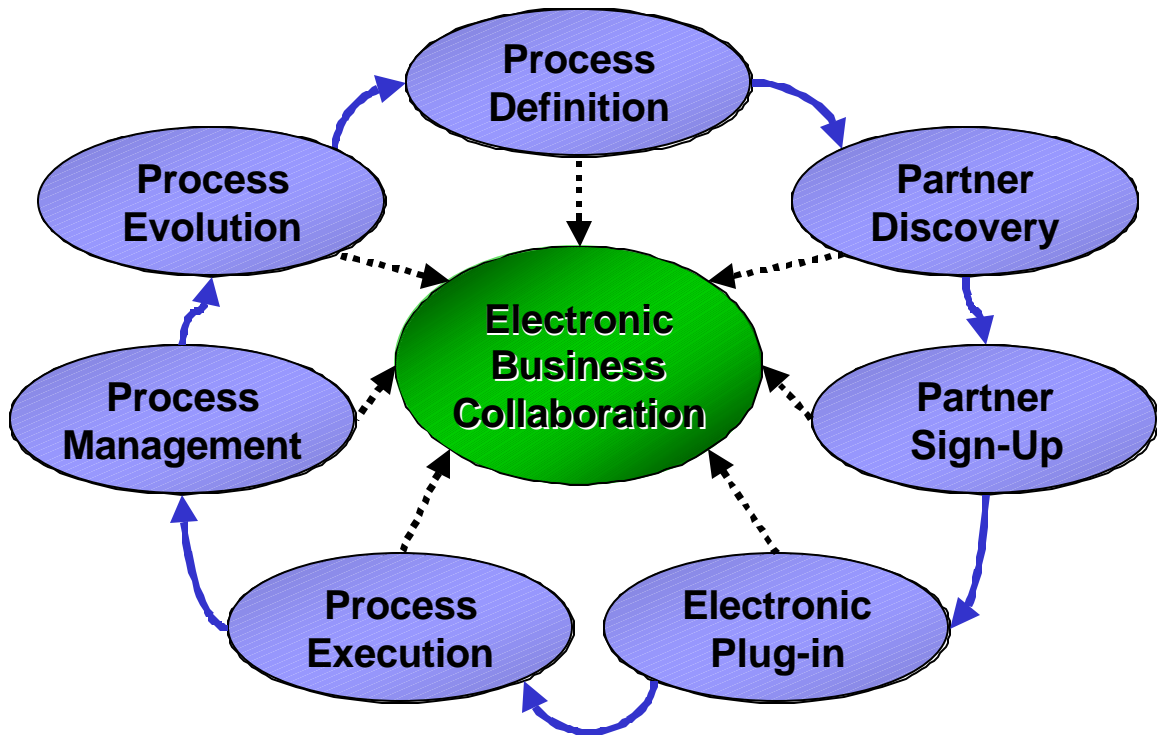 Process
Definition
Partner
Discovery
Partner
Sign-Up
Electronic
Plug-in
Process
Execution
Process
Management
Process
Evolution
Electronic
Business
Collaboration